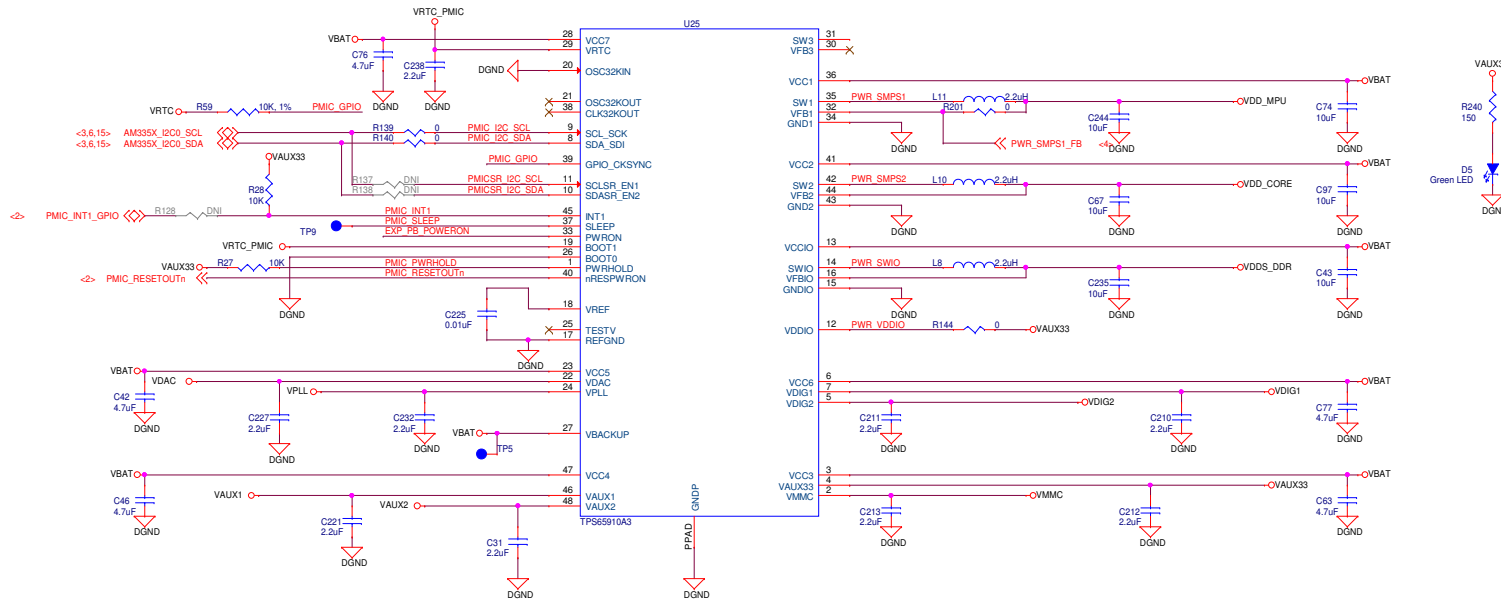 VRTC_PMIC
U25
VBAT
28
VCC7
29
VRTC
C76
4.7uF
C238
2.2uF
DGND
DGND
DGND
20
OSC32KIN
21
OSC32KOUT
38
CLK32KOUT
VRTC
R59
10K, 1%
PMIC_GPIO
<3,6,15>
AM335X_I2C0_SCL
R139
0
PMIC_I2C_SCL
9
SCL_SCK
<3,6,15>
AM335X_I2C0_SDA
R140
0
PMIC_I2C_SDA
8
SDA_SDI
VAUX33
PMIC_GPIO
39
GPIO_CKSYNC
R28
10K
R137
DNI
PMICSR_I2C_SCL
11
SCLSR_EN1
R138
DNI
PMICSR_I2C_SDA
10
SDASR_EN2
<2>
PMIC_INT1_GPIO
R128
DNI
PMIC_INT1
45
INT1
TP9
PMIC_SLEEP
37
SLEEP
EXP_PB_POWERON
33
PWRON
VRTC_PMIC
19
BOOT1
26
BOOT0
VAUX33
R27
10K
PMIC_PWRHOLD
1
PWRHOLD
<2>
PMIC_RESETOUTn
PMIC_RESETOUTn
40
nRESPWRON
DGND
C225
0.01uF
18
VREF
25
TESTV
17
REFGND
DGND
VBAT
23
VCC5
VDAC
22
VDAC
VPLL
24
VPLL
C42
4.7uF
DGND
C227
2.2uF
DGND
C232
2.2uF
DGND
VBAT
27
VBACKUP
TP5
VBAT
47
VCC4
VAUX1
46
VAUX1
VAUX2
48
VAUX2
C46
4.7uF
DGND
C221
2.2uF
DGND
C31
2.2uF
DGND
TPS65910A3
GNDP
PPAD
DGND
SW3
31
VFB3
30
VCC1
36
VBAT
SW1
35
PWR_SMPS1
L11
2.2uH
VDD_MPU
VFB1
32
R201
0
GND1
34
DGND
C244
10uF
DGND
C74
10uF
DGND
PWR_SMPS1_FB
<4>
VCC2
41
VBAT
SW2
42
PWR_SMPS2
L10
2.2uH
VDD_CORE
VFB2
44
GND2
43
DGND
C67
10uF
DGND
C97
10uF
DGND
VCCIO
13
VBAT
SWIO
14
PWR_SWIO
L8
2.2uH
VDDS_DDR
VFBIO
16
GNDIO
15
DGND
C235
10uF
DGND
C43
10uF
DGND
VDDIO
12
PWR_VDDIO
R144
0
VAUX33
VCC6
6
VBAT
VDIG1
7
VDIG1
VDIG2
5
VDIG2
C211
2.2uF
DGND
C210
2.2uF
DGND
C77
4.7uF
DGND
VCC3
3
VBAT
VAUX33
4
VAUX33
VMMC
2
VMMC
C213
2.2uF
DGND
C212
2.2uF
DGND
C63
4.7uF
DGND
VAUX3
R240
150
D5
Green LED
DGN